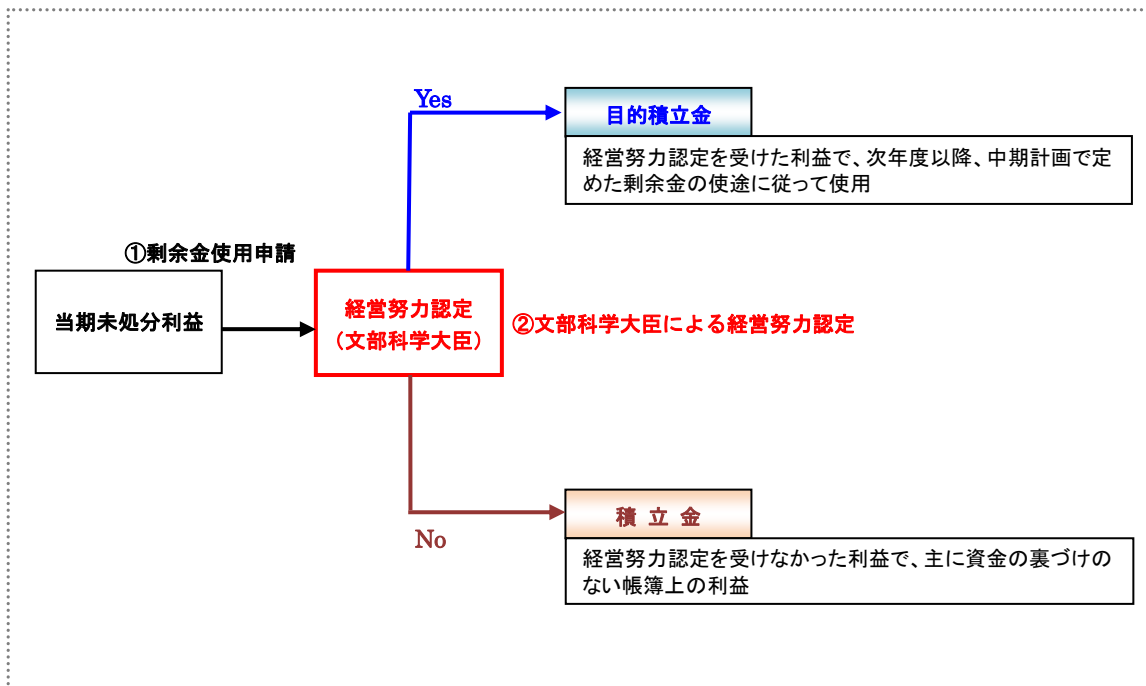 Yes
目的積立金
経営努力認定を受けた利益で、次年度以降、中期計画で定
めた剰余金の使途に従って使用
①剰余金使用申請
当期未処分利益
経営努力認定
（文部科学大臣）
②文部科学大臣による経営努力認定
No
積 立 金
経営努力認定を受けなかった利益で、主に資金の裏づけの
ない帳簿上の利益